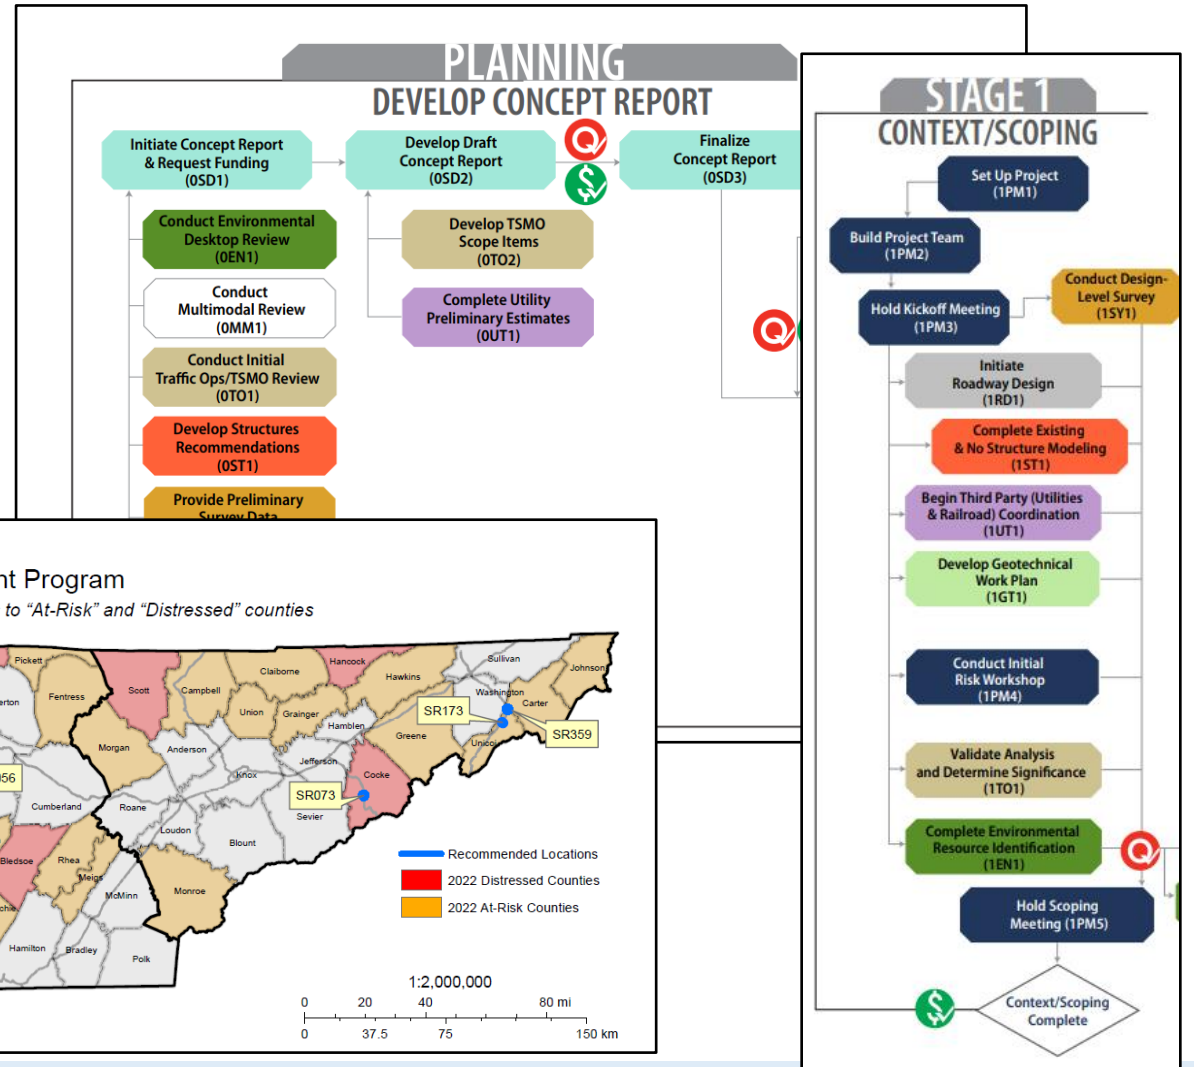 PLANNING
DEVELOP CONCEPT REPORT
Initiate Concept Report
& Request Funding
(0SD1)
Develop Draft
Concept Report
(0SD2)
Finalize
Concept Report
(0SD3)
Conduct Environmental
Desktop Review
(0EN1)
Conduct
Multimodal Review
(0MM1)
Conduct Initial
Traffic Ops/TSMO Review
(0TO1)
Develop Structures
Recommendations
(0ST1)
Provide Preliminary
Survey Data
Develop TSMO
Scope Items
(0TO2)
Complete Utility
Preliminary Estimates
(0UT1)
STAGE 1
CONTEXT/SCOPING
Set Up Project
(1PM1)
Build Project Team
(1PM2)
Hold Kickoff Meeting
(1PM3)
Conduct Design-
Level Survey
(1SY1)
Initiate
Roadway Design
(1RD1)
Complete Existing
& No Structure Modeling
(1ST1)
Begin Third Party (Utilities
& Railroad) Coordination
(1UT1)
Develop Geotechnical
Work Plan
(1GT1)
Conduct Initial
Risk Workshop
(1PM4)
Validate Analysis
and Determine Significance
(1TO1)
Complete Environmental
Resource Identification
(1EN1)
Hold Scoping
Meeting (1PM5)
Context/Scoping
Complete
nt Program
to “At-Risk” and “Distressed” counties
Pickett
Scott
Claiborne
Hancock
Sullivan
Johnson
Fentress
Campbell
Hawkins
Washington
Carter
erton
Union
Grainger
Hamblen
SR173
Greene
Unicoi
SR359
Morgan
Anderson
Jefferson
Knox
Cocke
56
SR073
Cumberland
Roane
Sevier
Loudon
Blount
Bledsoe
Rhea
Meigs
McMinn
Monroe
Hamilton
Bradley
Polk
Recommended Locations
2022 Distressed Counties
2022 At-Risk Counties
1:2,000,000
0 20 40 80 mi
0 37.5 75 150 km